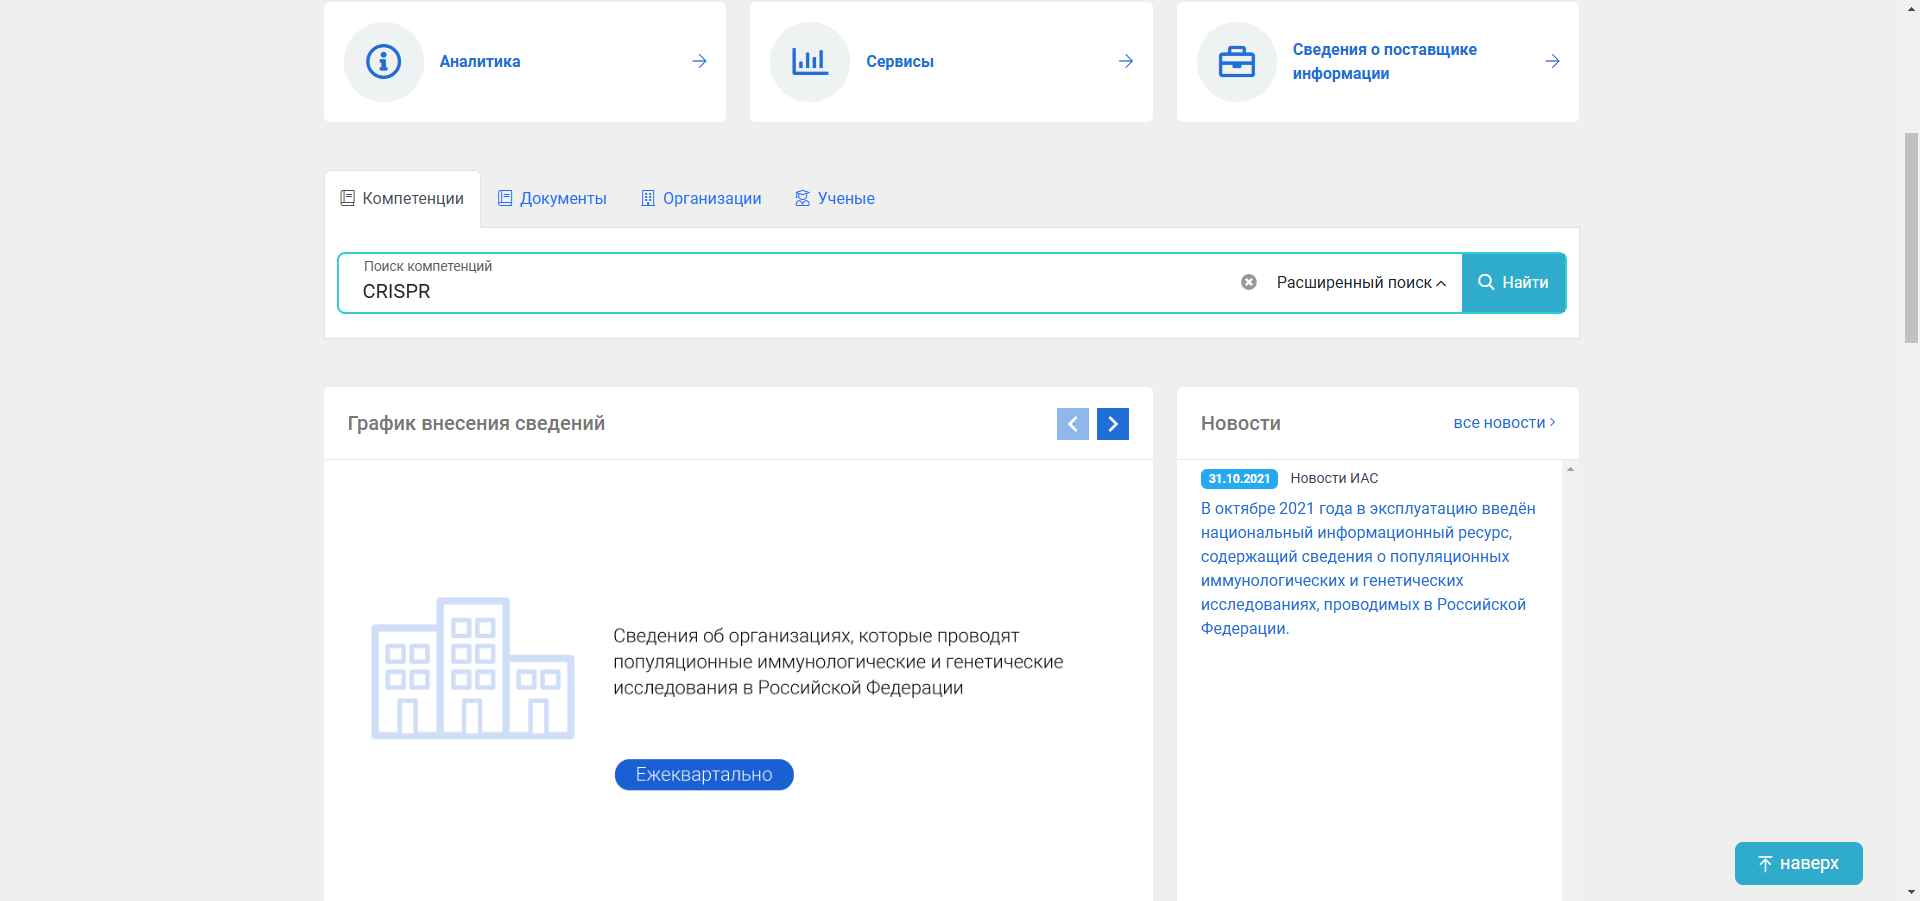 Аналитика
Сервисы
Сведения о поставщике
информации
Компетенции
Документы
Организации
Ученые
Поиск компетенций
CRISPR
Расширенный поиск
Найти
График внесения сведений
Сведения об организациях, которые проводят
популяционные иммунологические и генетические
исследования в Российской Федерации
Ежеквартально
Новости
все новости
31.10.2021 Новости ИАС
В октябре 2021 года в эксплуатацию введён
национальный информационный ресурс,
содержащий сведения о популяционных
иммунологических и генетических
исследованиях, проводимых в Российской
Федерации.
наверх